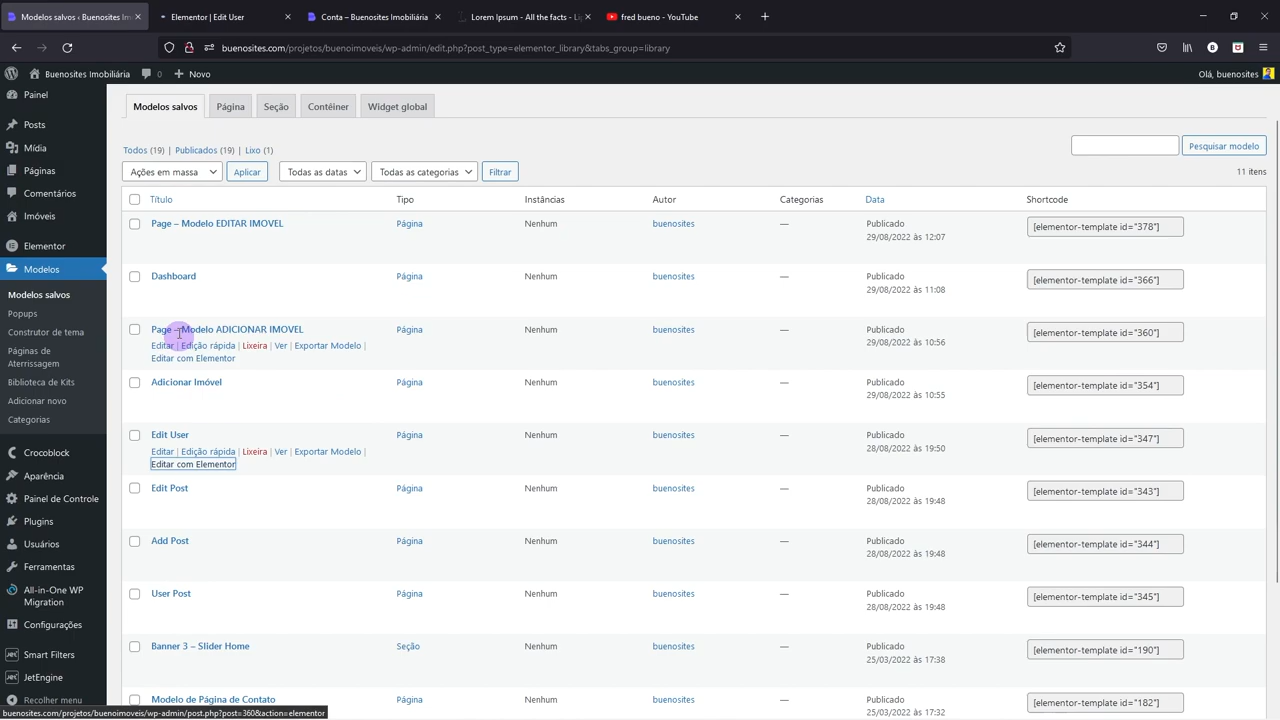 Modelos salvos ‹ Buenosites Im
Elementor | Edit User
Conta – Buenosites Imobiliária
Lorem Ipsum - All the facts - Li
fred bueno - YouTube
buenosites.com/projetos/buenoimoveis/wp-admin/edit.php?post_type=elementor_library&tabs_group=library
Buenosites Imobiliária
0
Novo
Olá, buenosites
Painel
Posts
Mídia
Páginas
Comentários
Imóveis
Elementor
Modelos
Modelos salvos
Popups
Construtor de tema
Páginas de
Aterrissagem
Biblioteca de Kits
Adicionar novo
Categorias
Crocoblock
Aparência
Painel de Controle
Plugins
Usuários
Ferramentas
All-in-One WP
Migration
Configurações
Smart Filters
JetEngine
Recolher menu
Modelos salvos Página Seção Contêiner Widget global
Todos (19) | Publicados (19) | Lixo (1)
Pesquisar modelo
Ações em massa Aplicar Todas as datas Todas as categorias Filtrar
11 itens
Título Tipo Instâncias Autor Categorias Data Shortcode
Page – Modelo EDITAR IMOVEL Página Nenhum buenosites — Publicado [elementor-template id="378"]
29/08/2022 às 12:07
Dashboard Página Nenhum buenosites — Publicado [elementor-template id="366"]
29/08/2022 às 11:08
Page – Modelo ADICIONAR IMOVEL Página Nenhum buenosites — Publicado [elementor-template id="360"]
29/08/2022 às 10:56
Editar | Edição rápida | Lixeira | Ver | Exportar Modelo |
Editar com Elementor
Adicionar Imóvel Página Nenhum buenosites — Publicado [elementor-template id="354"]
29/08/2022 às 10:55
Edit User Página Nenhum buenosites — Publicado [elementor-template id="347"]
28/08/2022 às 19:50
Editar | Edição rápida | Lixeira | Ver | Exportar Modelo |
Editar com Elementor
Edit Post Página Nenhum buenosites — Publicado [elementor-template id="343"]
28/08/2022 às 19:48
Add Post Página Nenhum buenosites — Publicado [elementor-template id="344"]
28/08/2022 às 19:48
User Post Página Nenhum buenosites — Publicado [elementor-template id="345"]
28/08/2022 às 19:48
Banner 3 – Slider Home Seção Nenhum buenosites — Publicado [elementor-template id="190"]
25/03/2022 às 17:38
Modelo de Página de Contato Página Nenhum buenosites — Publicado [elementor-template id="182"]
25/03/2022 às 17:32
buenosites.com/projetos/buenoimoveis/wp-admin/post.php?post=360&action=elementor